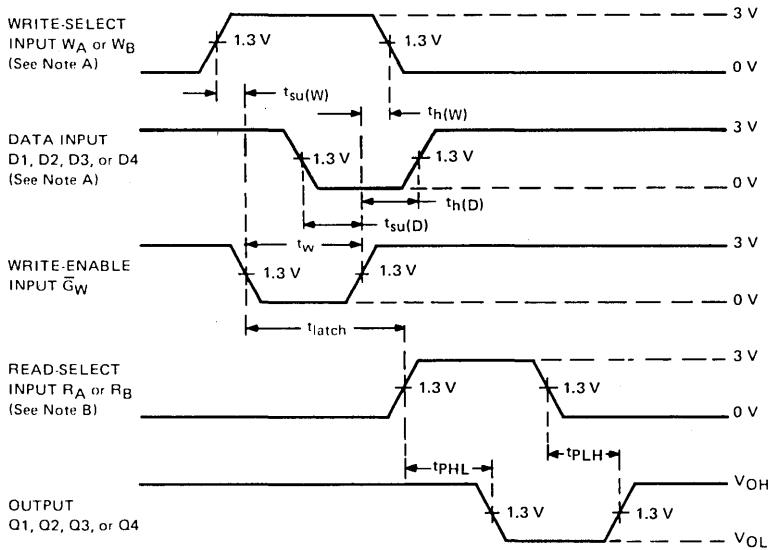 WRITE-SELECT
INPUT WA or WB
(See Note A)
1.3 V
1.3 V
3 V
0 V
tsu(W)
th(W)
DATA INPUT
D1, D2, D3, or D4
(See Note A)
1.3 V
1.3 V
3 V
0 V
th(D)
tsu(D)
tw
WRITE-ENABLE
INPUT G̅W
1.3 V
1.3 V
3 V
0 V
tlatch
READ-SELECT
INPUT RA or RB
(See Note B)
1.3 V
1.3 V
3 V
0 V
tPHL
tPLH
OUTPUT
Q1, Q2, Q3, or Q4
1.3 V
1.3 V
VOH
VOL